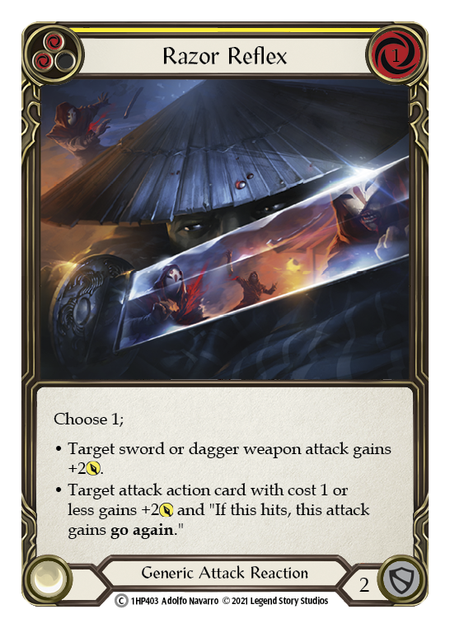 Razor Reflex
1
Choose 1;
• Target sword or dagger weapon attack gains
+2.
• Target attack action card with cost 1 or
less gains +2 and "If this hits, this attack
gains go again."
Generic Attack Reaction
2
C 1HP403 Adolfo Navarro © 2021 Legend Story Studios